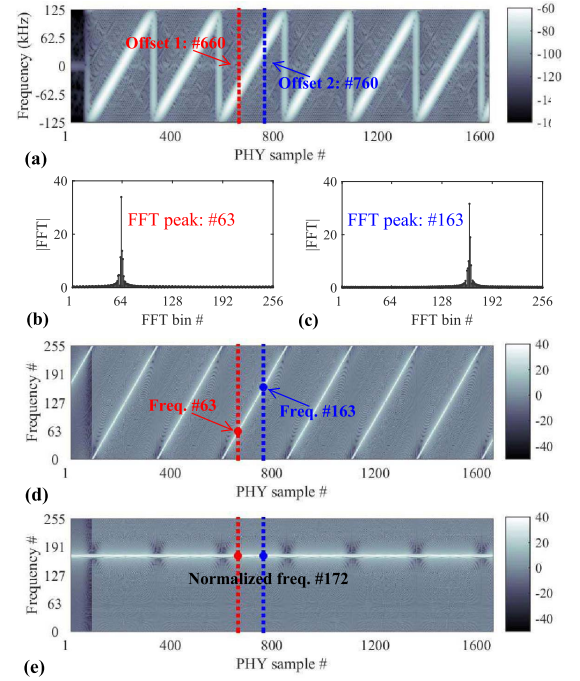 125
62.5
0
-62.5
-125
Frequency (kHz)
Offset 1: #660
Offset 2: #760
-60
-80
-100
-120
-140
-16
1
400
800
1200
1600
PHY sample #
(a)
40
20
0
|FFT|
FFT peak: #63
1
64
128
192
256
FFT bin #
(b)
40
20
0
|FFT|
FFT peak: #163
1
64
128
192
256
FFT bin #
(c)
255
191
127
63
0
Frequency #
Freq. #63
Freq. #163
40
20
0
-20
-40
1
400
800
1200
1600
PHY sample #
(d)
255
191
127
63
0
Frequency #
Normalized freq. #172
40
20
0
-20
-40
1
400
800
1200
1600
PHY sample #
(e)